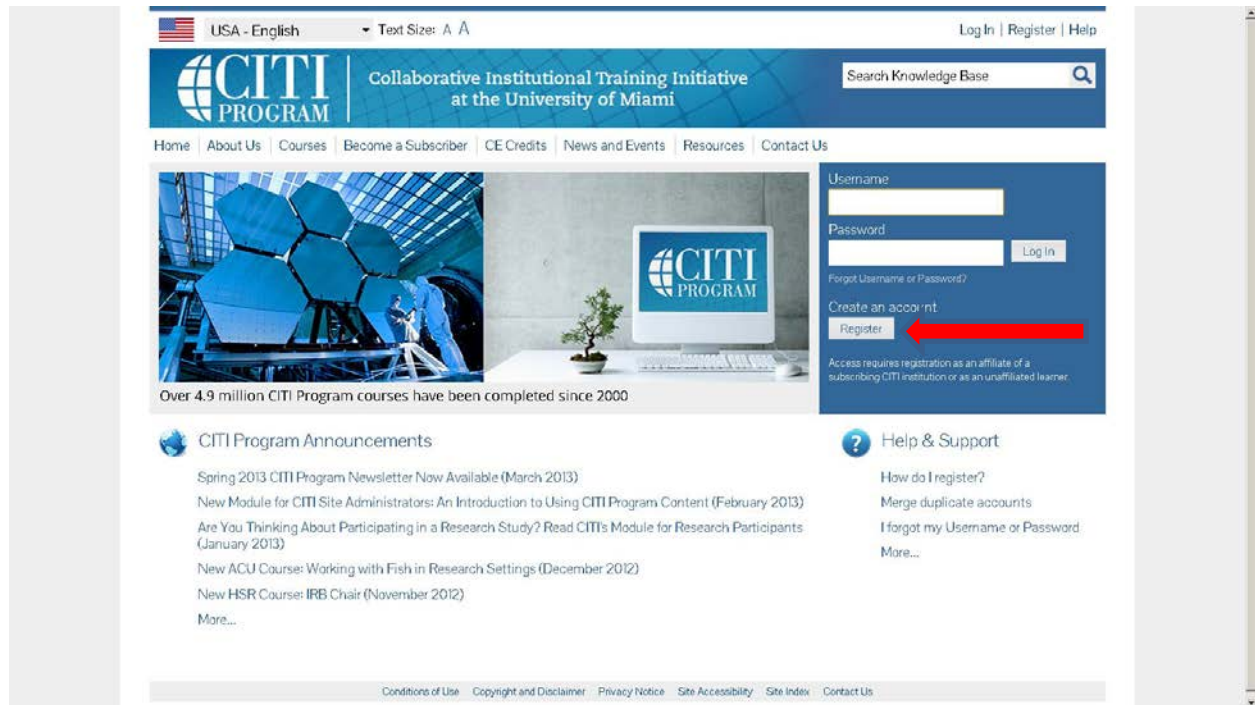 USA - English Text Size: A A Log In | Register | Help
CITI PROGRAM
Collaborative Institutional Training Initiative
at the University of Miami
Search Knowledge Base
Home About Us Courses Become a Subscriber CE Credits News and Events Resources Contact Us
CITI PROGRAM
Over 4.9 million CITI Program courses have been completed since 2000
Username
Password
Log In
Forgot Username or Password?
Create an account
Register
Access requires registration as an affiliate of a
subscribing CITI institution or as an unaffiliated learner.
CITI Program Announcements
Spring 2013 CITI Program Newsletter Now Available (March 2013)
New Module for CITI Site Administrators: An Introduction to Using CITI Program Content (February 2013)
Are You Thinking About Participating in a Research Study? Read CITI's Module for Research Participants
(January 2013)
New ACU Course: Working with Fish in Research Settings (December 2012)
New HSR Course: IRB Chair (November 2012)
More...
Help & Support
How do I register?
Merge duplicate accounts
I forgot my Username or Password
More...
Conditions of Use Copyright and Disclaimer Privacy Notice Site Accessibility Site Index Contact Us